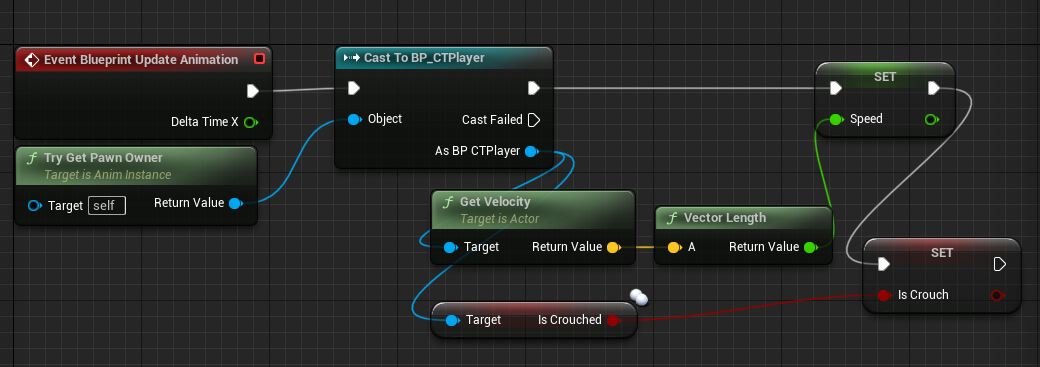 Event Blueprint Update Animation
Delta Time X
Try Get Pawn Owner
Target is Anim Instance
Target self Return Value
Cast To BP_CTPlayer
Object Cast Failed
As BP CTPlayer
Get Velocity
Target is Actor
Target Return Value
Vector Length
A Return Value
Target Is Crouched
SET
Speed
SET
Is Crouch